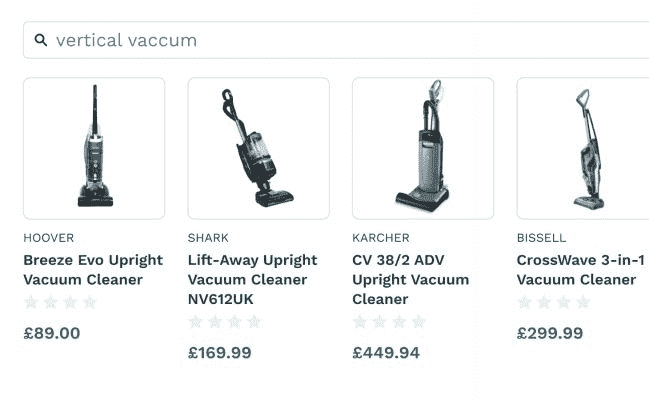 vertical vaccum
HOOVER
Breeze Evo Upright
Vacuum Cleaner
£89.00
SHARK
Lift-Away Upright
Vacuum Cleaner
NV612UK
£169.99
KARCHER
CV 38/2 ADV
Upright Vacuum
Cleaner
£449.94
BISSELL
CrossWave 3-in-1
Vacuum Cleaner
£299.99